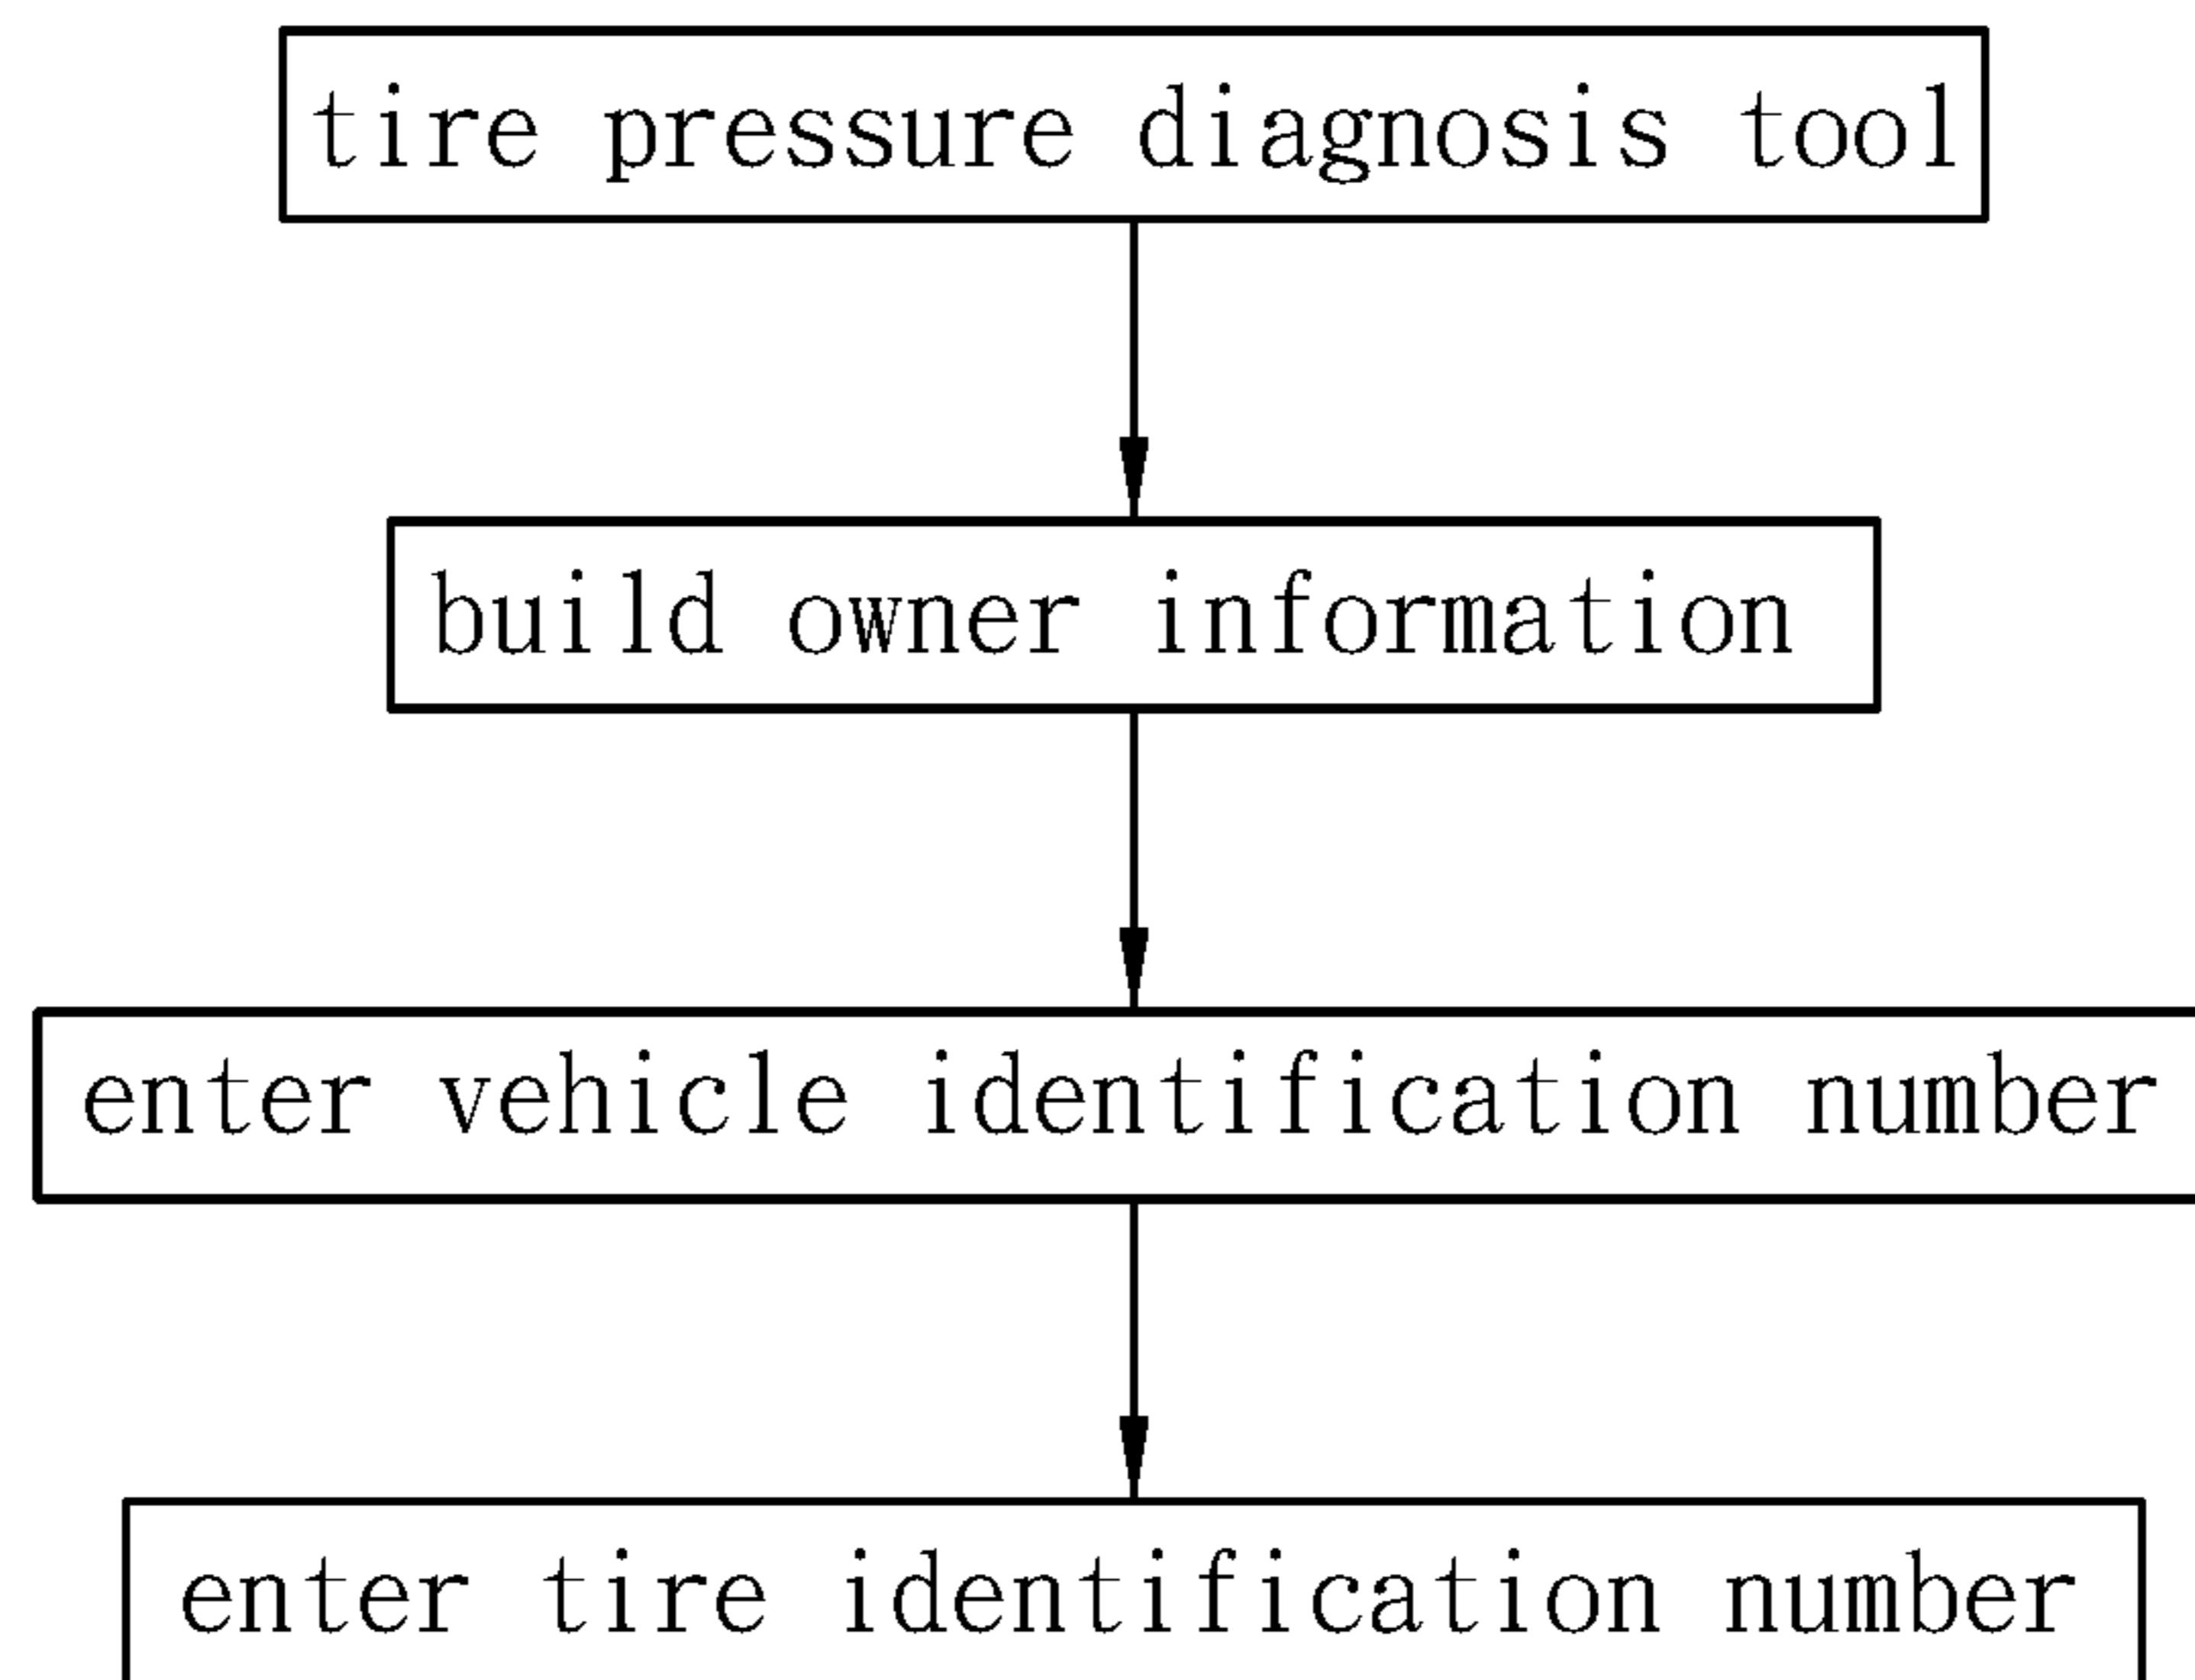 tire pressure diagnosis tool
build owner information
enter vehicle identification number
enter tire identification number